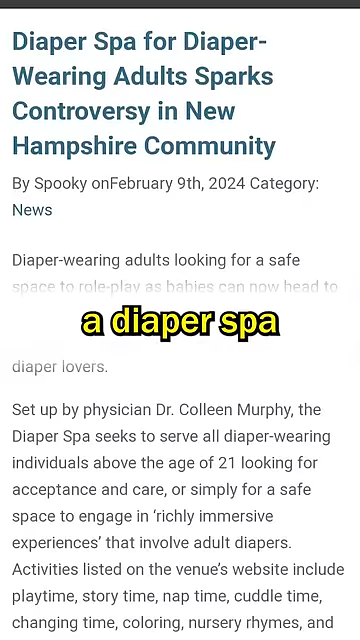 Diaper Spa for Diaper-
Wearing Adults Sparks
Controversy in New
Hampshire Community
By Spooky onFebruary 9th, 2024 Category:
News
Diaper-wearing adults looking for a safe
space to role-play as babies can now head to
a diaper spa
diaper lovers.
Set up by physician Dr. Colleen Murphy, the
Diaper Spa seeks to serve all diaper-wearing
individuals above the age of 21 looking for
acceptance and care, or simply for a safe
space to engage in ‘richly immersive
experiences’ that involve adult diapers.
Activities listed on the venue’s website include
playtime, story time, nap time, cuddle time,
changing time, coloring, nursery rhymes, and